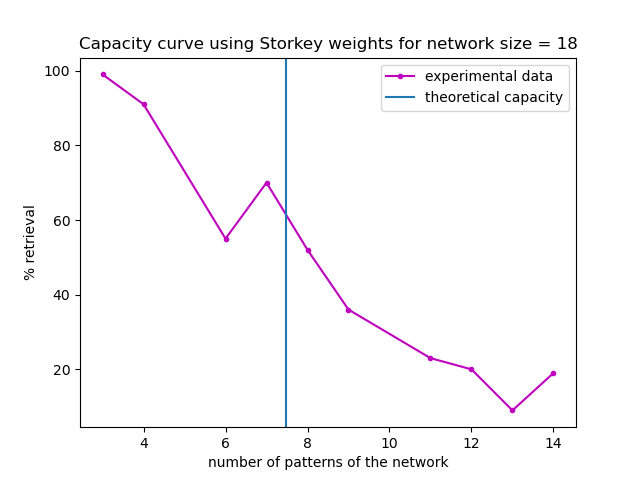 Capacity curve using Storkey weights for network size = 18
experimental data
theoretical capacity
% retrieval
100
80
60
40
20
4 6 8 10 12 14
number of patterns of the network